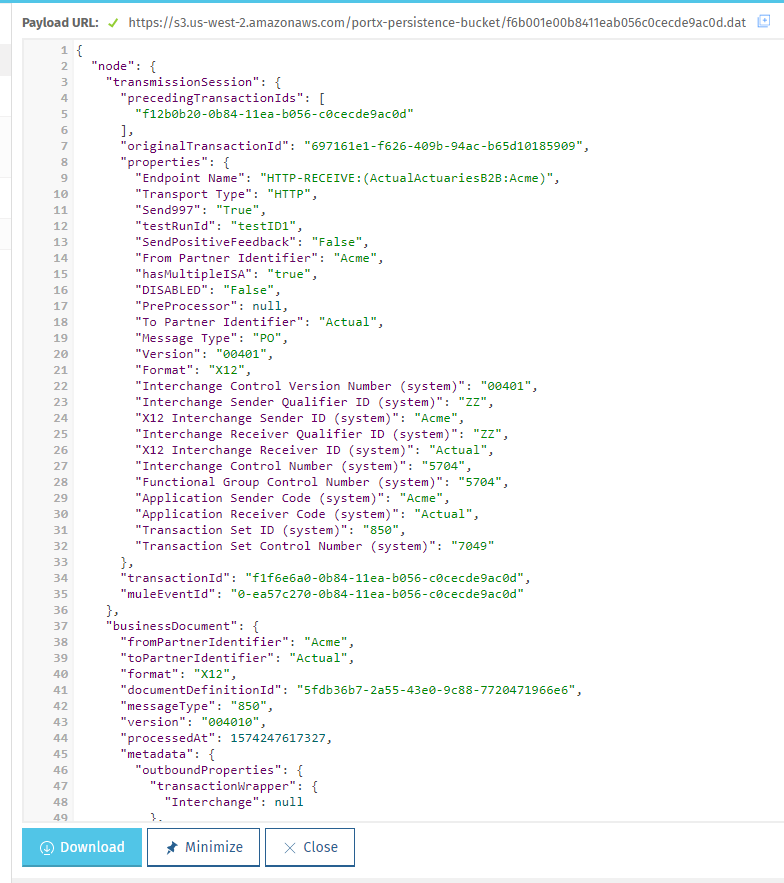 Payload URL: ✓ https://s3.us-west-2.amazonaws.com/portx-persistence-bucket/f6b001e00b8411eab056c0cecde9ac0d.dat
1 {
2 "node": {
3 "transmissionSession": {
4 "precedingTransactionIds": [
5 "f12b0b20-0b84-11ea-b056-c0cecde9ac0d"
6 ],
7 "originalTransactionId": "697161e1-f626-409b-94ac-b65d10185909",
8 "properties": {
9 "Endpoint Name": "HTTP-RECEIVE:(ActualActuariesB2B:Acme)",
10 "Transport Type": "HTTP",
11 "Send997": "True",
12 "testRunId": "testID1",
13 "SendPositiveFeedback": "False",
14 "From Partner Identifier": "Acme",
15 "hasMultipleISA": "true",
16 "DISABLED": "False",
17 "PreProcessor": null,
18 "To Partner Identifier": "Actual",
19 "Message Type": "PO",
20 "Version": "00401",
21 "Format": "X12",
22 "Interchange Control Version Number (system)": "00401",
23 "Interchange Sender Qualifier ID (system)": "ZZ",
24 "X12 Interchange Sender ID (system)": "Acme",
25 "Interchange Receiver Qualifier ID (system)": "ZZ",
26 "X12 Interchange Receiver ID (system)": "Actual",
27 "Interchange Control Number (system)": "5704",
28 "Functional Group Control Number (system)": "5704",
29 "Application Sender Code (system)": "Acme",
30 "Application Receiver Code (system)": "Actual",
31 "Transaction Set ID (system)": "850",
32 "Transaction Set Control Number (system)": "7049"
33 },
34 "transactionId": "f1f6e6a0-0b84-11ea-b056-c0cecde9ac0d",
35 "muleEventId": "0-ea57c270-0b84-11ea-b056-c0cecde9ac0d"
36 },
37 "businessDocument": {
38 "fromPartnerIdentifier": "Acme",
39 "toPartnerIdentifier": "Actual",
40 "format": "X12",
41 "documentDefinitionId": "5fdb36b7-2a55-43e0-9c88-7720471966e6",
42 "messageType": "850",
43 "version": "004010",
44 "processedAt": 1574247617327,
45 "metadata": {
46 "outboundProperties": {
47 "transactionWrapper": {
48 "Interchange": null
49 },
Download Minimize Close